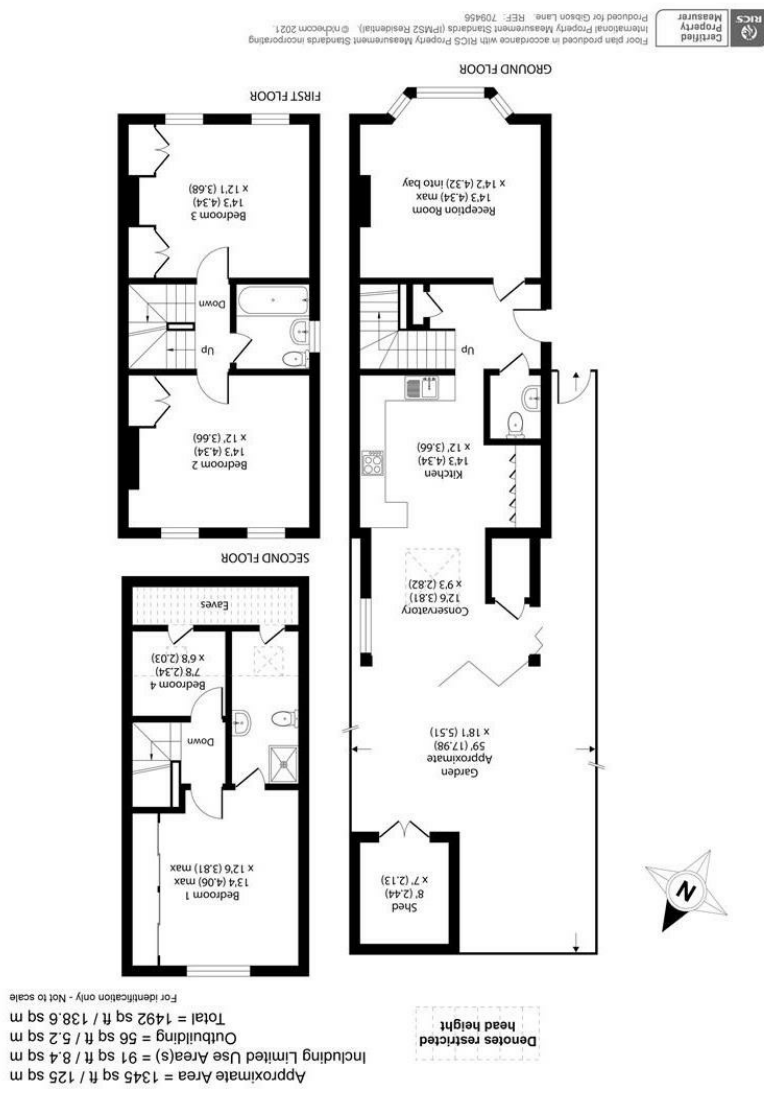 Approximate Area = 1345 sq ft / 125 sq m
Including Limited Use Area(s) = 91 sq ft / 8.4 sq m
Outbuilding = 56 sq ft / 5.2 sq m
Total = 1492 sq ft / 138.6 sq m
For identification only - Not to scale
Denotes restricted
head height
N
Shed
8' (2.44)
x 7' (2.13)
Garden
Approximate
59' (17.98)
x 18'1 (5.51)
Conservatory
12'6 (3.81)
x 9'3 (2.82)
Kitchen
14'3 (4.34)
x 12' (3.66)
Up
Reception Room
14'3 (4.34) max
x 14'2 (4.32) into bay
GROUND FLOOR
Bedroom 1
13'4 (4.06) max
x 12'6 (3.81) max
Down
Bedroom 4
7'8 (2.34)
x 6'8 (2.03)
Eaves
SECOND FLOOR
Bedroom 2
14'3 (4.34)
x 12' (3.66)
Up
Down
Bedroom 3
14'3 (4.34)
x 12'1 (3.68)
FIRST FLOOR
RICS
Certified
Property
Measurer
Floor plan produced in accordance with RICS Property Measurement Standards incorporating
International Property Measurement Standards (IPMS2 Residential). © nichecom 2021.
Produced for Gibson Lane. REF: 709456